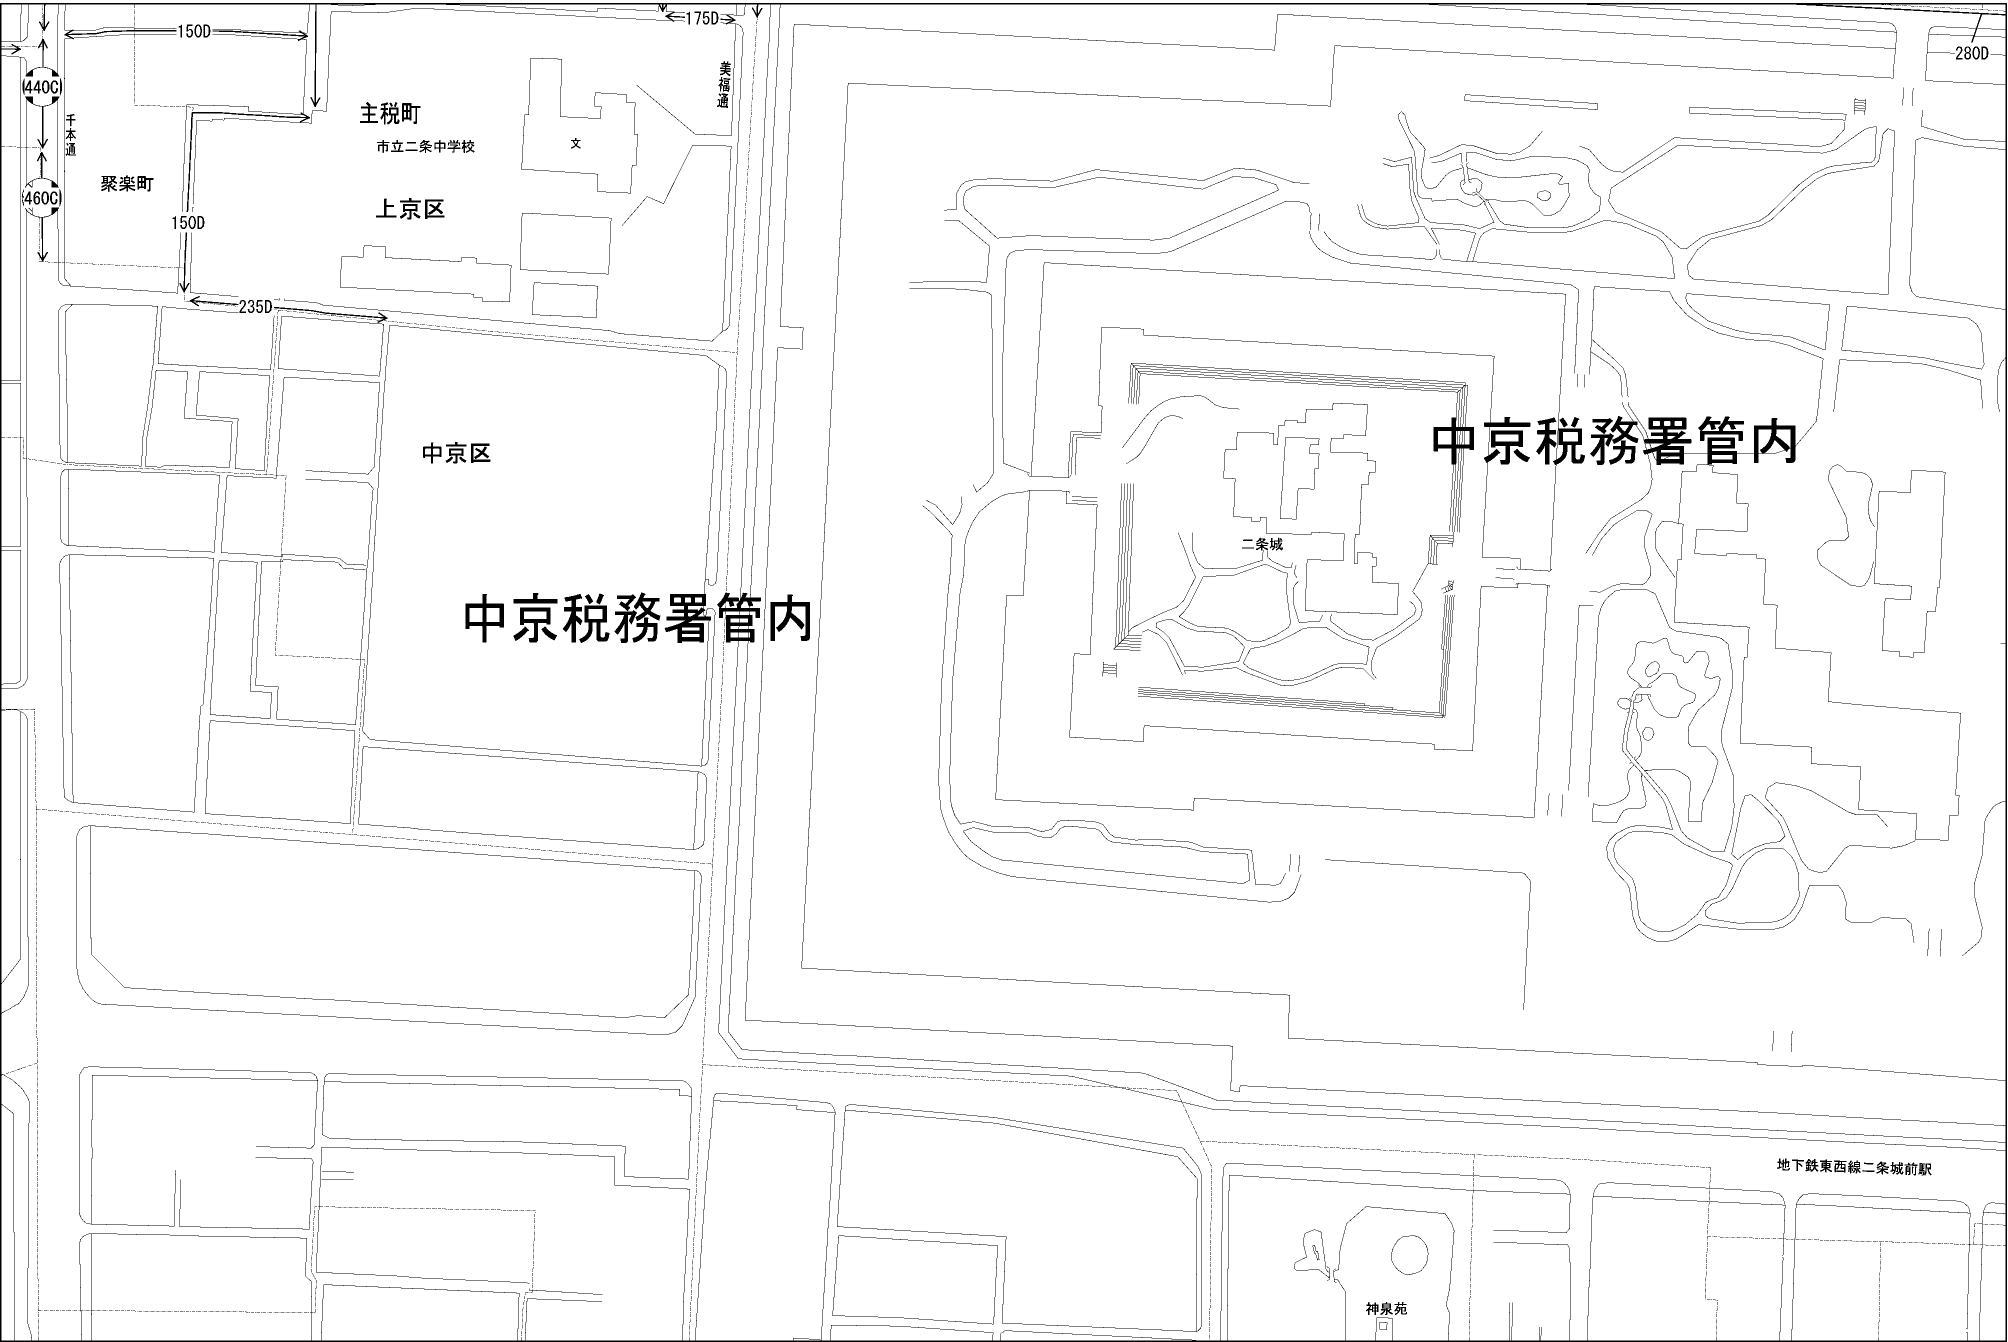 150D
175D
280D
440C
美福通
千本通
主税町
市立二条中学校
文
聚楽町
460C
上京区
150D
235D
中京区
中京税務署管内
二条城
中京税務署管内
地下鉄東西線二条城前駅
神泉苑